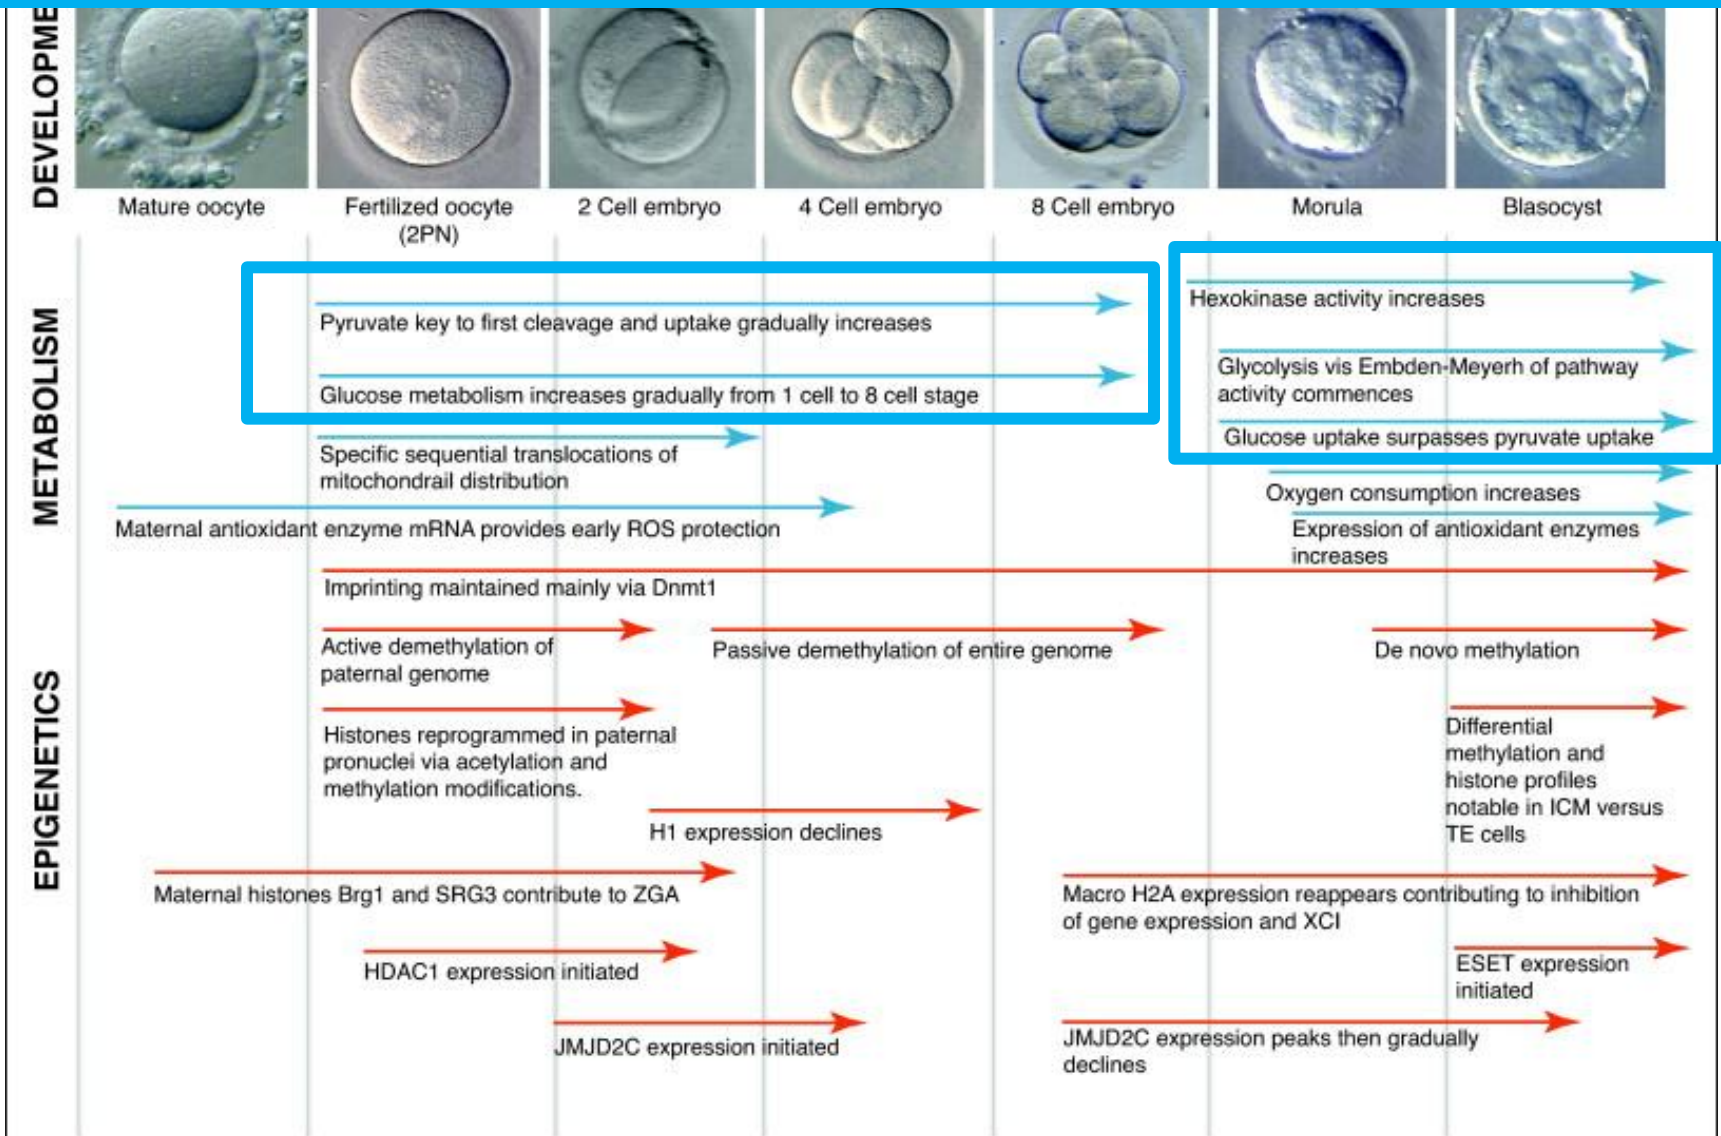 DEVELOPME
Mature oocyte
Fertilized oocyte
(2PN)
2 Cell embryo
4 Cell embryo
8 Cell embryo
Morula
Blasocyst
METABOLISM
Pyruvate key to first cleavage and uptake gradually increases
Glucose metabolism increases gradually from 1 cell to 8 cell stage
Specific sequential translocations of
mitochondrail distribution
Maternal antioxidant enzyme mRNA provides early ROS protection
Hexokinase activity increases
Glycolysis vis Embden-Meyerh of pathway
activity commences
Glucose uptake surpasses pyruvate uptake
Oxygen consumption increases
Expression of antioxidant enzymes
increases
EPIGENETICS
Imprinting maintained mainly via Dnmt1
Active demethylation of
paternal genome
Passive demethylation of entire genome
De novo methylation
Histones reprogrammed in paternal
pronuclei via acetylation and
methylation modifications.
Differential
methylation and
histone profiles
notable in ICM versus
TE cells
H1 expression declines
Maternal histones Brg1 and SRG3 contribute to ZGA
Macro H2A expression reappears contributing to inhibition
of gene expression and XCI
HDAC1 expression initiated
ESET expression
initiated
JMJD2C expression initiated
JMJD2C expression peaks then gradually
declines